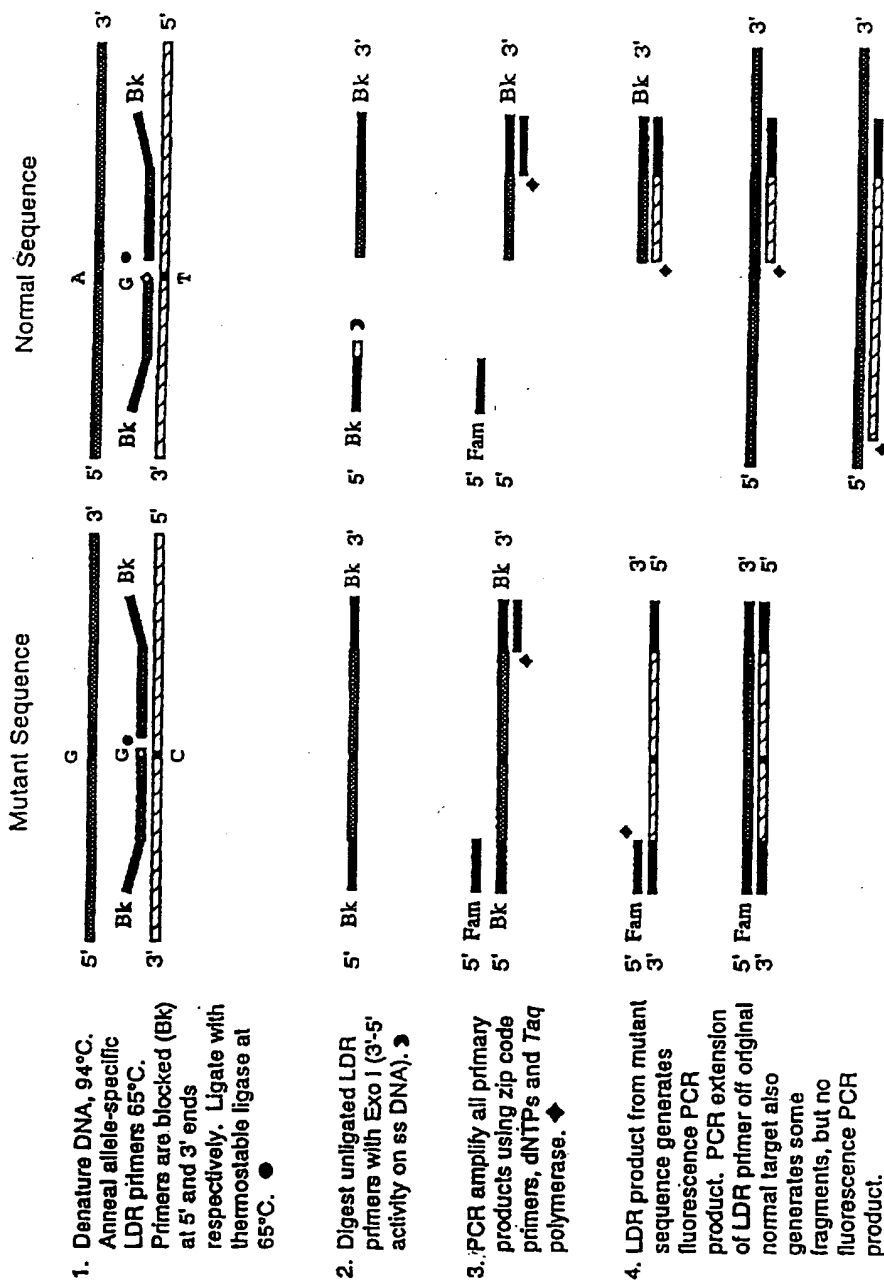 Mutant Sequence
Normal Sequence
1. Denature DNA, 94°C.
Anneal allele-specific
LDR primers 65°C.
Primers are blocked (Bk)
at 5' and 3' ends
respectively. Ligate with
thermostable ligase at
65°C. ●
5' G 3'
Bk G● Bk
3' C 5'
5' A 3'
Bk G ● Bk
3' T 5'
2. Digest unligated LDR
primers with Exo I (3'-5'
activity on ss DNA).
5' Bk Bk 3'
5' Bk Bk 3'
3. PCR amplify all primary
products using zip code
primers, dNTPs and Taq
polymerase. ◆
5' Fam
5' Bk Bk 3'
5' Fam
5' Bk 3'
4. LDR product from mutant
sequence generates
fluorescence PCR
product. PCR extension
of LDR primer off original
normal target also
generates some
fragments, but no
fluorescence PCR
product.
5' Fam 3'
3' 5'
5' Fam 3'
3' 5'
Bk 3'
5' 3'
5' 3'